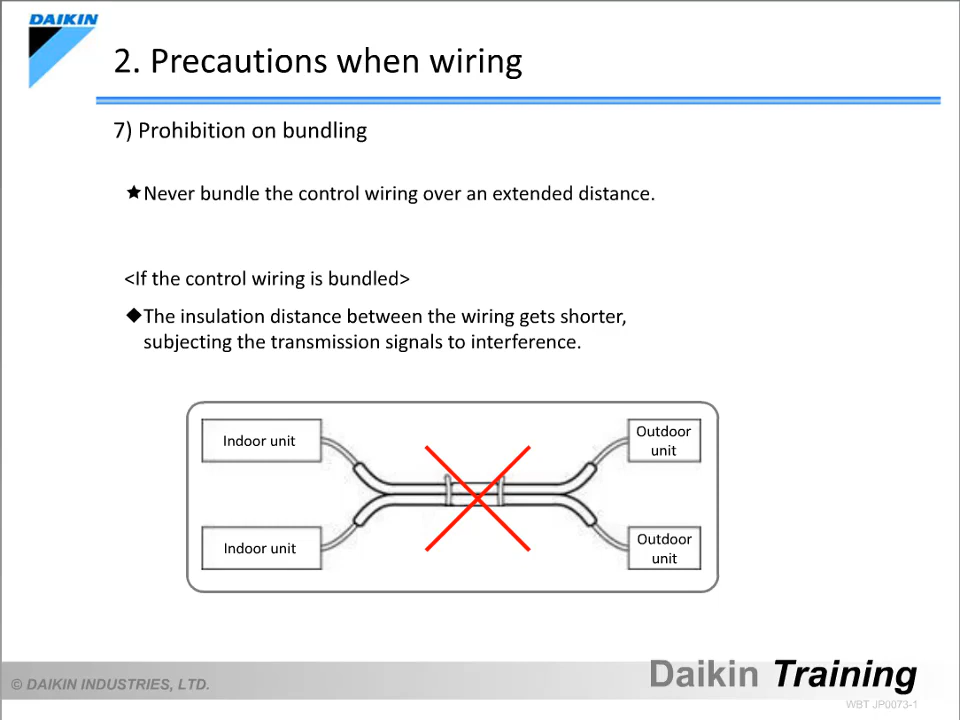 DAIKIN
2. Precautions when wiring
7) Prohibition on bundling
★Never bundle the control wiring over an extended distance.
<If the control wiring is bundled>
◆The insulation distance between the wiring gets shorter,
subjecting the transmission signals to interference.
Indoor unit
Outdoor
unit
Indoor unit
Outdoor
unit
© DAIKIN INDUSTRIES, LTD.
Daikin Training
WBT JP0073-1